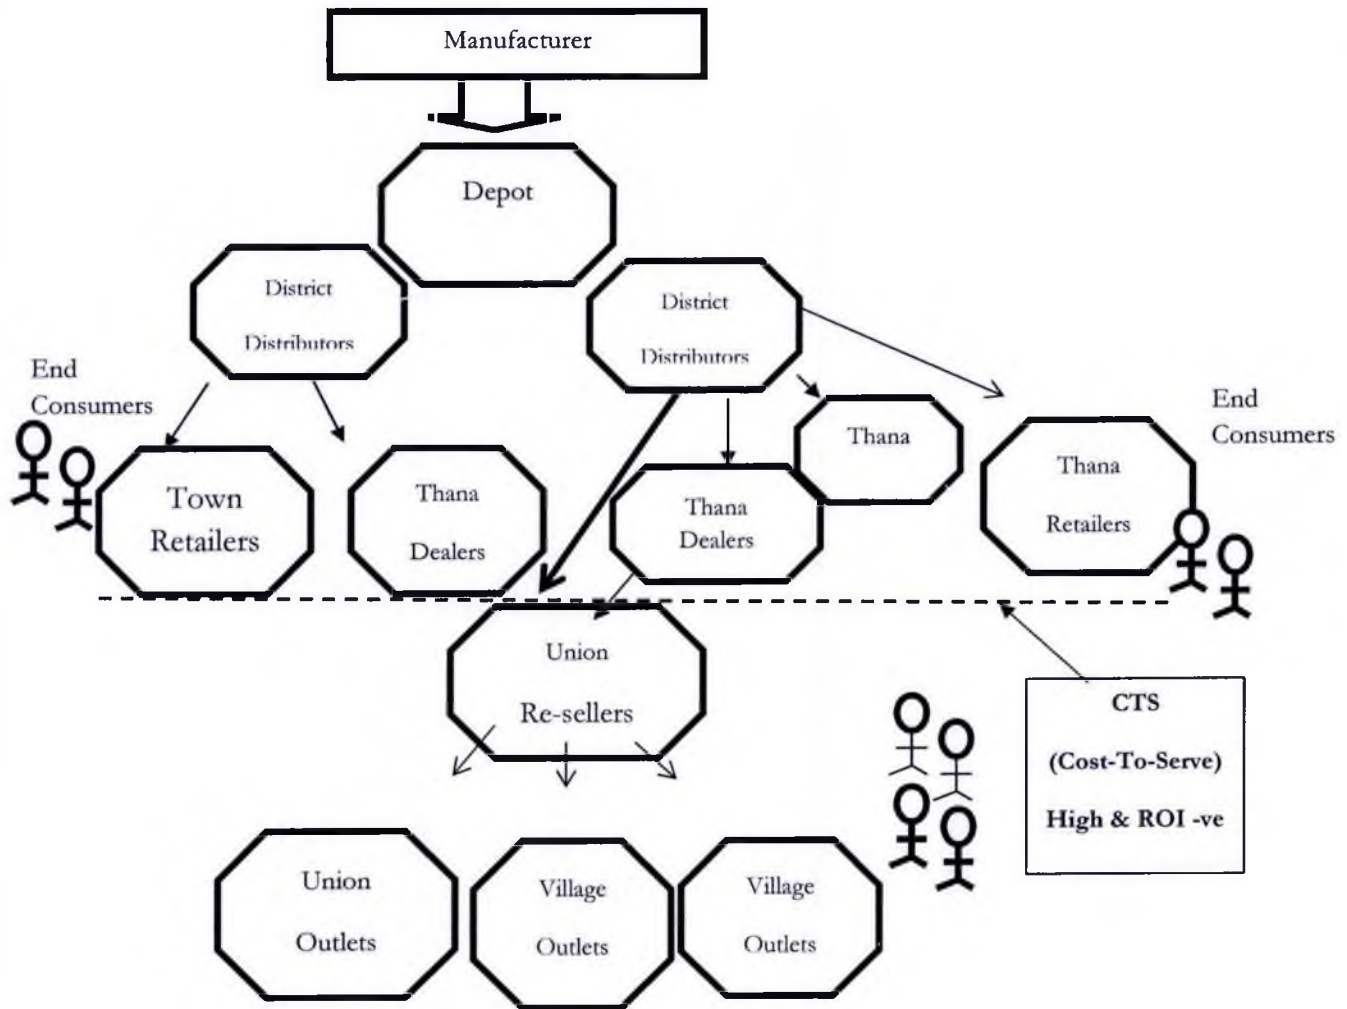 Manufacturer
Depot
District
Distributors
District
Distributors
End
Consumers
End
Consumers
Town
Retailers
Thana
Dealers
Thana
Dealers
Thana
Thana
Retailers
Union
Re-sellers
CTS
(Cost-To-Serve)
High & ROI -ve
Union
Outlets
Village
Outlets
Village
Outlets